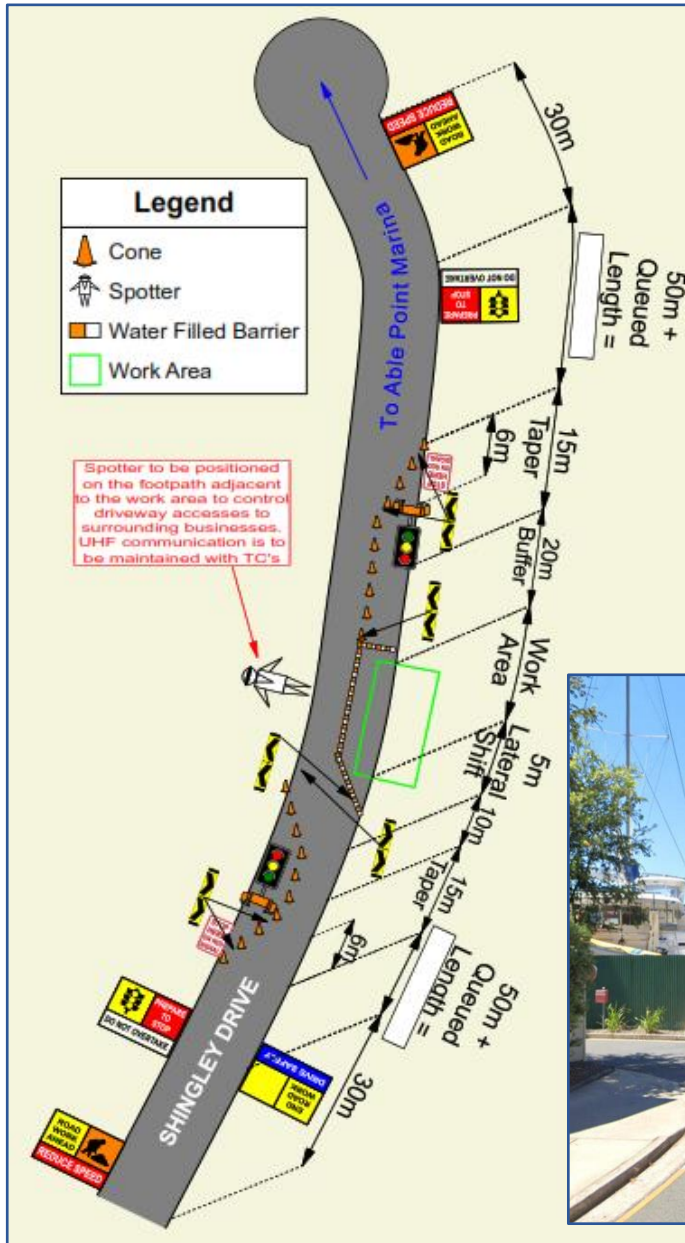 REDUCE SPEED
ROAD
WORK
AHEAD
30m
Legend
Cone
Spotter
Water Filled Barrier
Work Area
To Able Point Marina
DO NOT OVERTAKE
PREPARE
TO
STOP
50m +
Queued
Length =
15m
Taper
6m
20m
Buffer
Work
Area
5m
Lateral
Shift
10m
15m
Taper
6m
50m +
Queued
Length =
30m
Spotter to be positioned
on the footpath adjacent
to the work area to control
driveway accesses to
surrounding businesses.
UHF communication is to
be maintained with TC's
PREPARE
TO
STOP
DO NOT OVERTAKE
END
ROAD
WORK
SHINGLEY DRIVE
ROAD
WORK
AHEAD
REDUCE SPEED